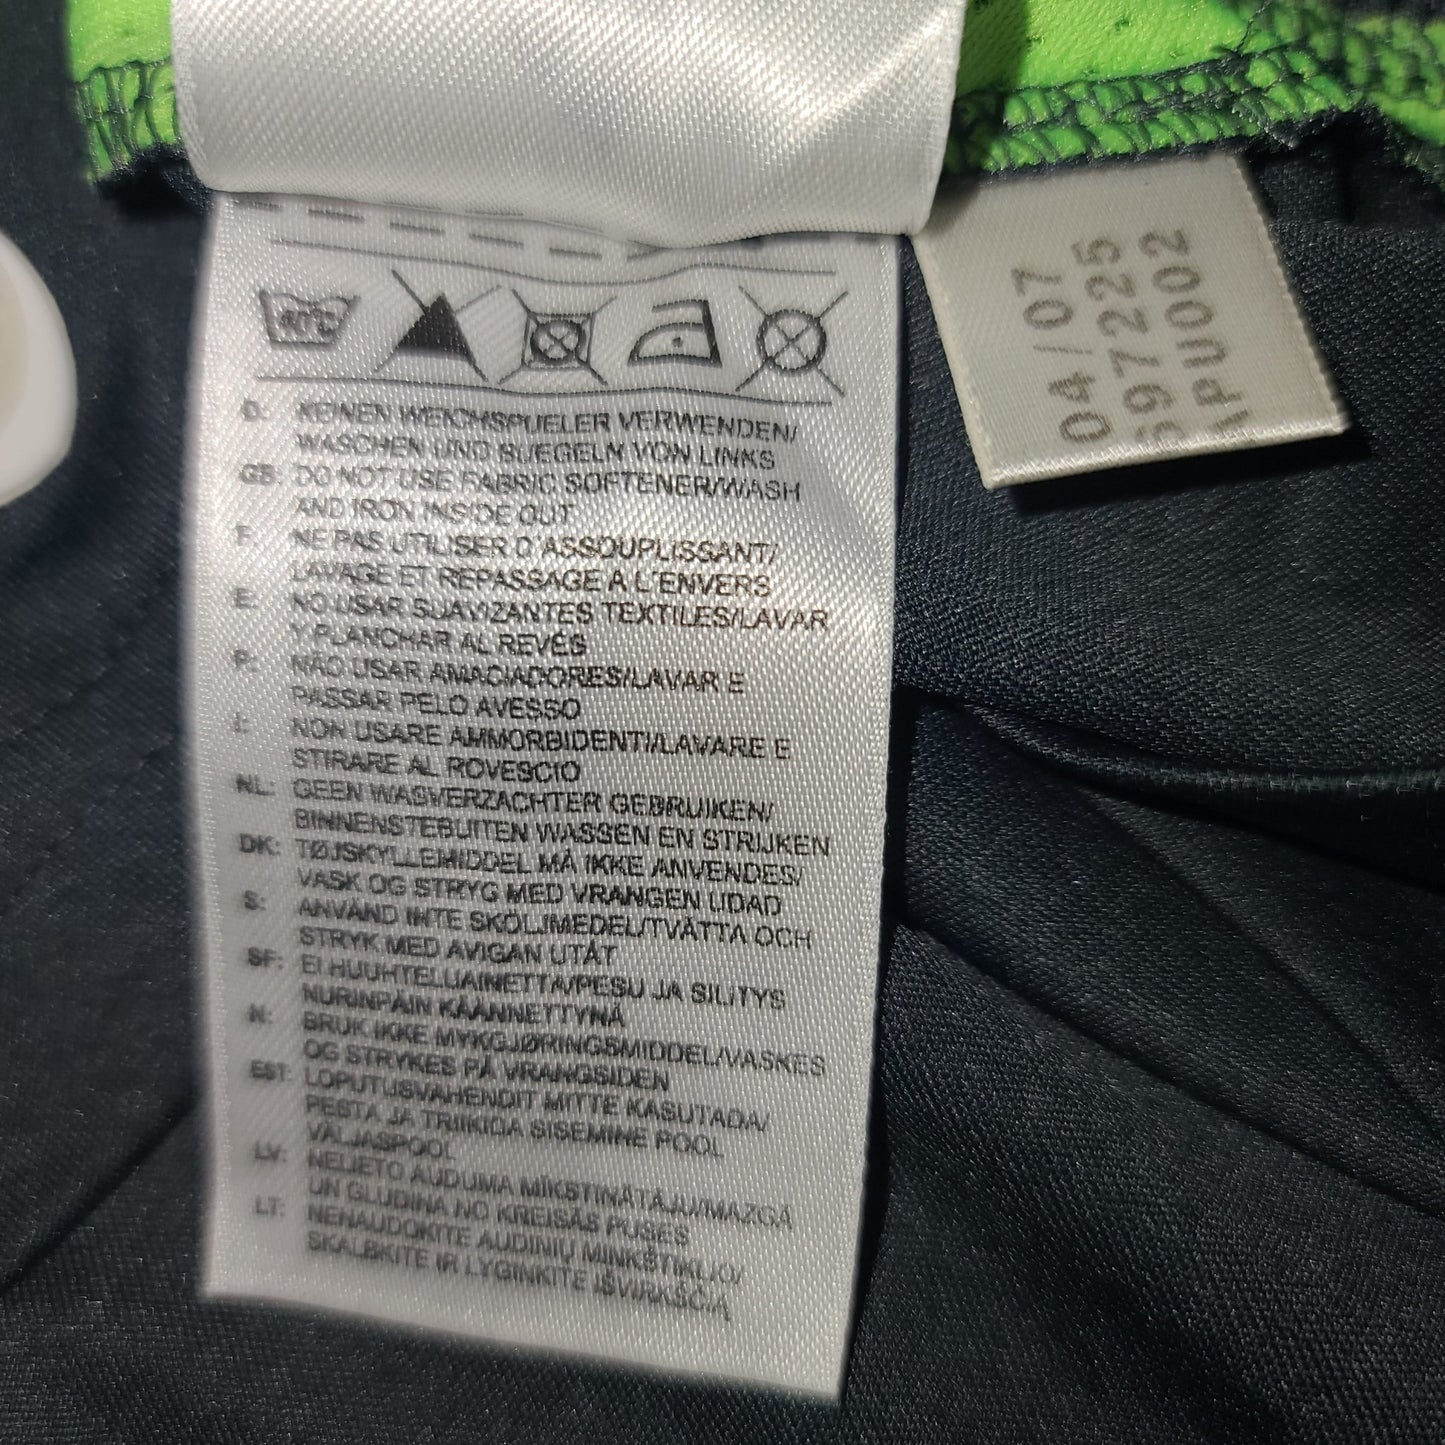 D: KEINEN WEICHSPUELER VERWENDEN/
WASCHEN UND BUEGELN VON LINKS
GB: DO NOT USE FABRIC SOFTENER/WASH
AND IRON INSIDE OUT
F: NE PAS UTILISER D'ASSOUPLISSANT/
LAVAGE ET REPASSAGE A L'ENVERS
E: NO USAR SUAVIZANTES TEXTILES/LAVAR
Y PLANCHAR AL REVÉS
P: NÃO USAR AMACIADORES/LAVAR E
PASSAR PELO AVESSO
I: NON USARE AMMORBIDENTI/LAVARE E
STIRARE AL ROVESCIO
NL: GEEN WASVERZACHTER GEBRUIKEN/
BINNENSTEBUITEN WASSEN EN STRIJKEN
DK: TØJSKYLLEMIDDEL MÅ IKKE ANVENDES/
VASK OG STRYG MED VRANGEN UDAD
S: ANVÄND INTE SKÖLJMEDEL/TVÄTTA OCH
STRYK MED AVIGAN UTÅT
SF: EI HUUHTELUAINETTA/PESU JA SILITYS
NURINPÄIN KÄÄNNETTYNÄ
N: BRUK IKKE MYKGJØRINGSMIDDEL/VASKES
OG STRYKES PÅ VRANGSIDEN
EST: LOPUTUSVAHENDIT MITTE KASUTADA/
PESTA JA TRIIKIDA SISEMINE POOL
VÄLJASPOOL
LV: NELIETO AUDUMA MĪKSTINĀTĀJU/MAZGĀ
UN GLUDINA NO KREISĀS PUSES
LT: NENAUDOKITE AUDINIŲ MINKŠTIKLIO/
SKALBKITE IR LYGINKITE IŠVIRKŠČIĄ
04/07
597225
APU002